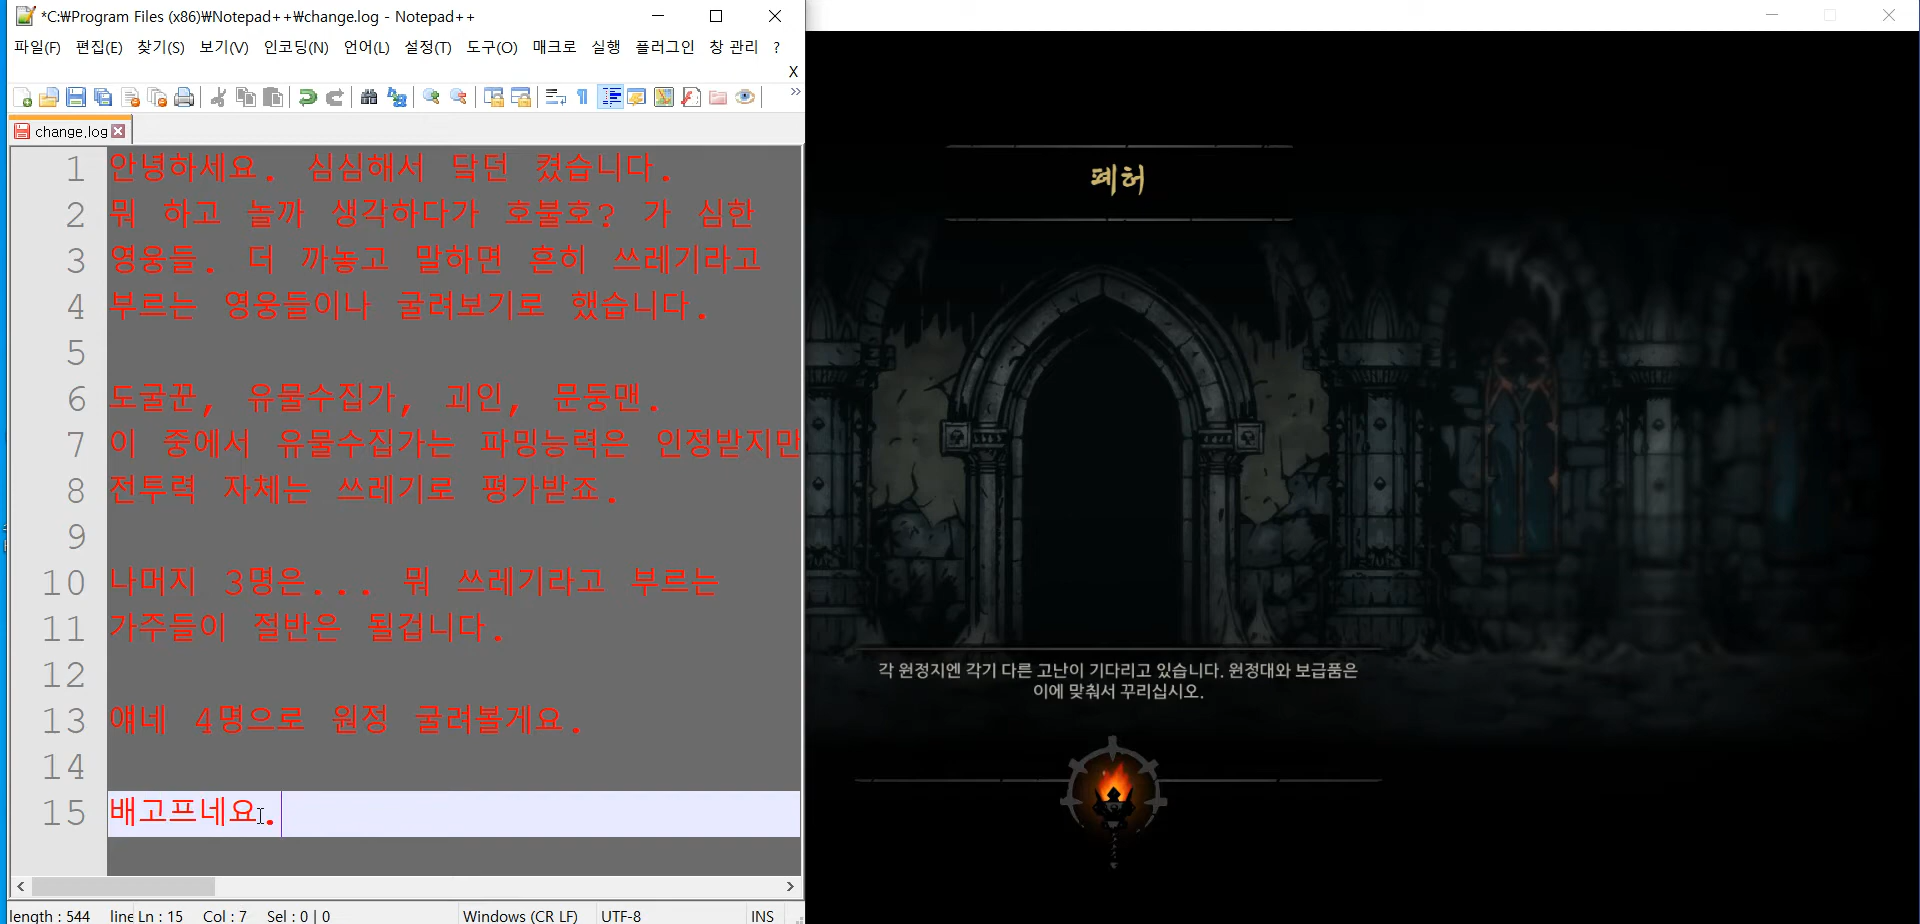 *C:₩Program Files (x86)₩Notepad++₩change.log - Notepad++
파일(F) 편집(E) 찾기(S) 보기(V) 인코딩(N) 언어(L) 설정(T) 도구(O) 매크로 실행 플러그인 창 관리 ?
X
»
change.log
1 안녕하세요. 심심해서 닼던 켰습니다.
2 뭐 하고 놀까 생각하다가 호불호? 가 심한
3 영웅들. 더 까놓고 말하면 흔히 쓰레기라고
4 부르는 영웅들이나 굴려보기로 했습니다.
5
6 도굴꾼, 유물수집가, 괴인, 문둥맨.
7 이 중에서 유물수집가는 파밍능력은 인정받지만
8 전투력 자체는 쓰레기로 평가받죠.
9
10 나머지 3명은... 뭐 쓰레기라고 부르는
11 가주들이 절반은 될겁니다.
12
13 얘네 4명으로 원정 굴려볼게요.
14
15 배고프네요.
length : 544 line Ln : 15 Col : 7 Sel : 0 | 0 Windows (CR LF) UTF-8 INS
폐허
각 원정지엔 각기 다른 고난이 기다리고 있습니다. 원정대와 보급품은
이에 맞춰서 꾸리십시오.